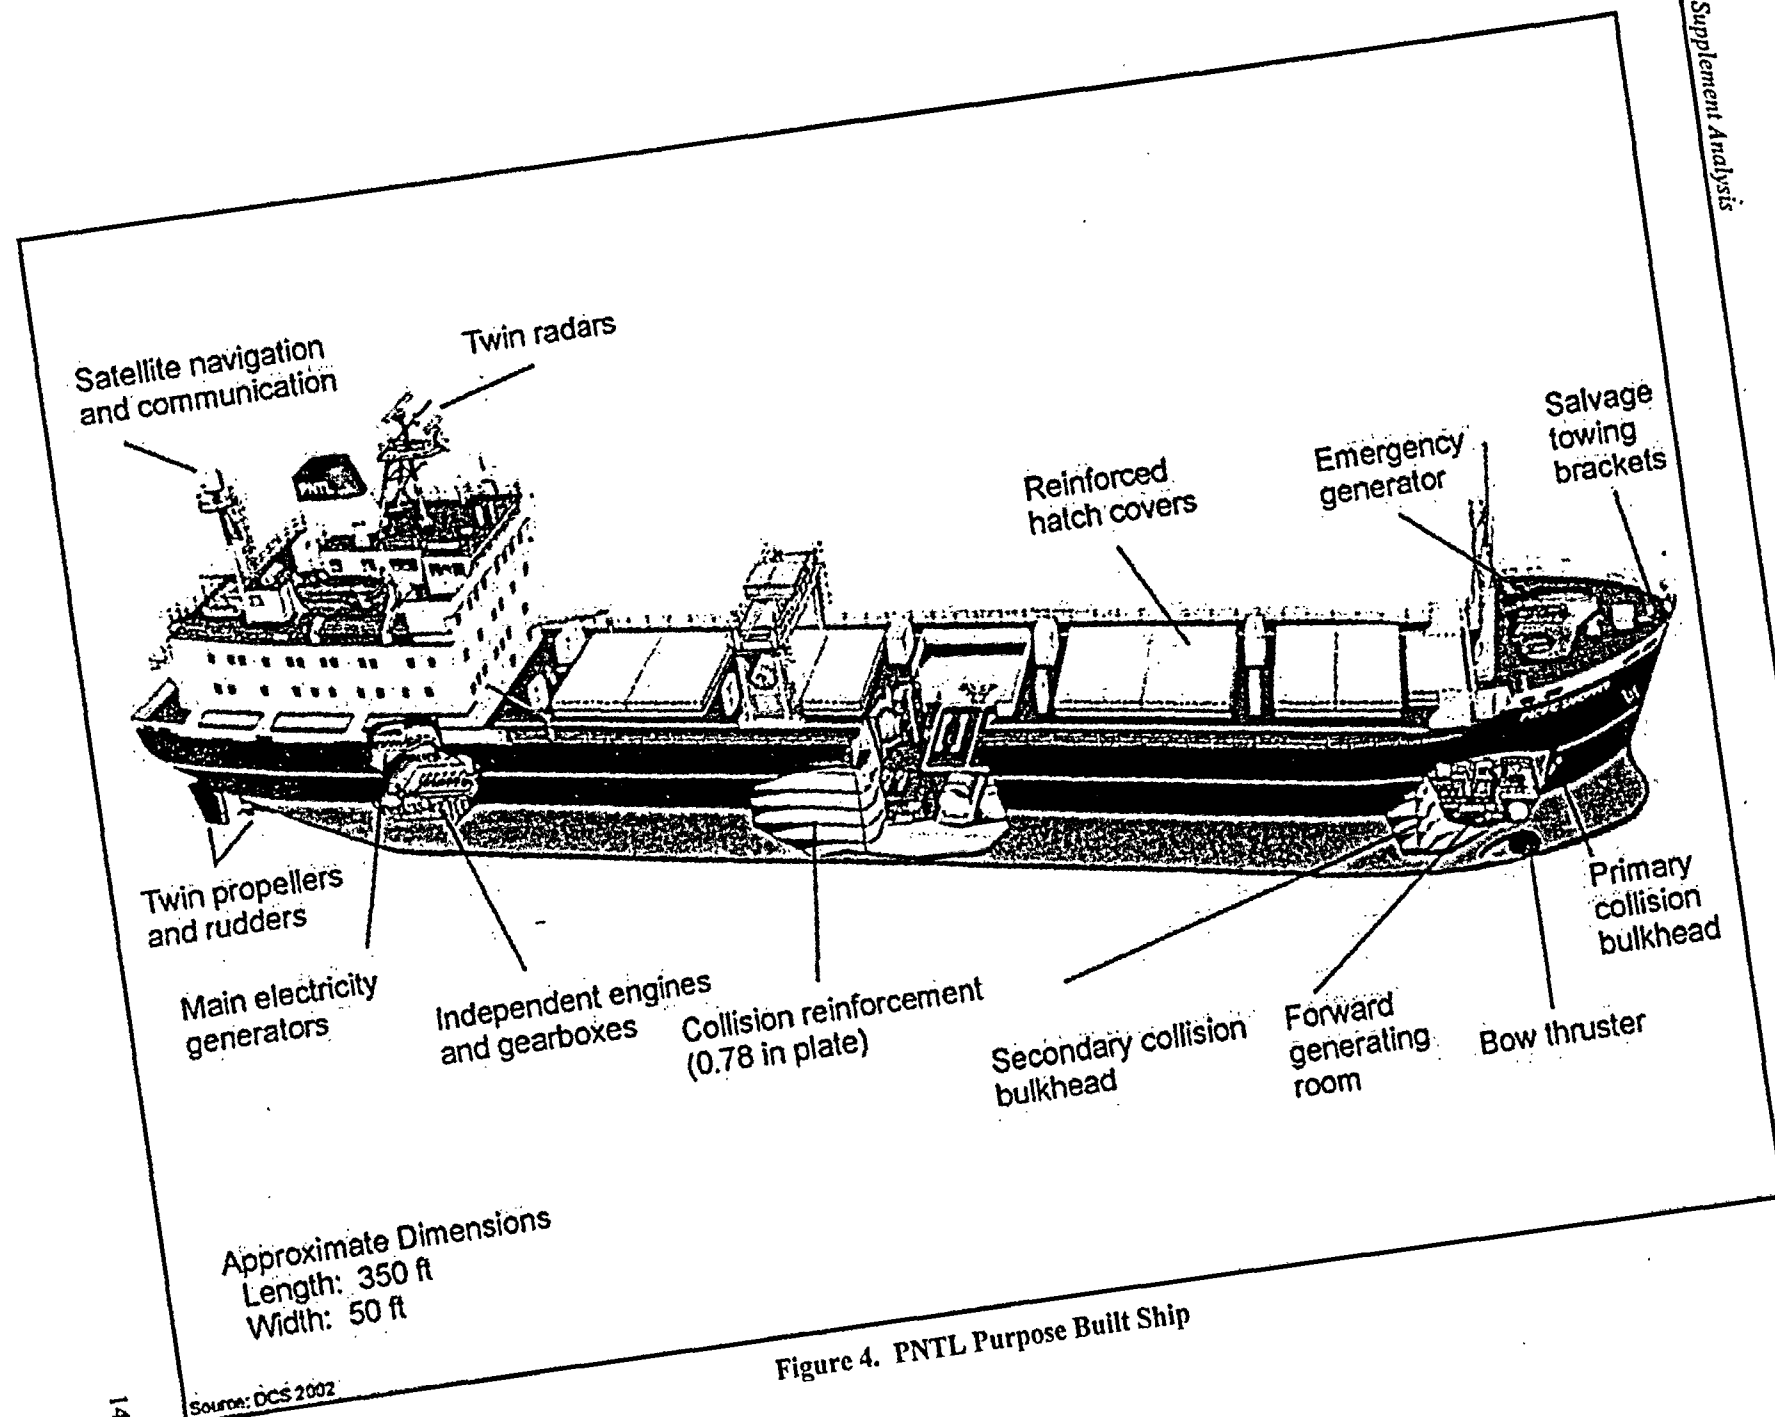 Supplement Analysis
Satellite navigation
and communication
Twin radars
Reinforced
hatch covers
Emergency
generator
Salvage
towing
brackets
Twin propellers
and rudders
Main electricity
generators
Independent engines
and gearboxes
Collision reinforcement
(0.78 in plate)
Secondary collision
bulkhead
Forward
generating
room
Bow thruster
Primary
collision
bulkhead
Approximate Dimensions
Length: 350 ft
Width: 50 ft
Source: DCS 2002
Figure 4. PNTL Purpose Built Ship
14